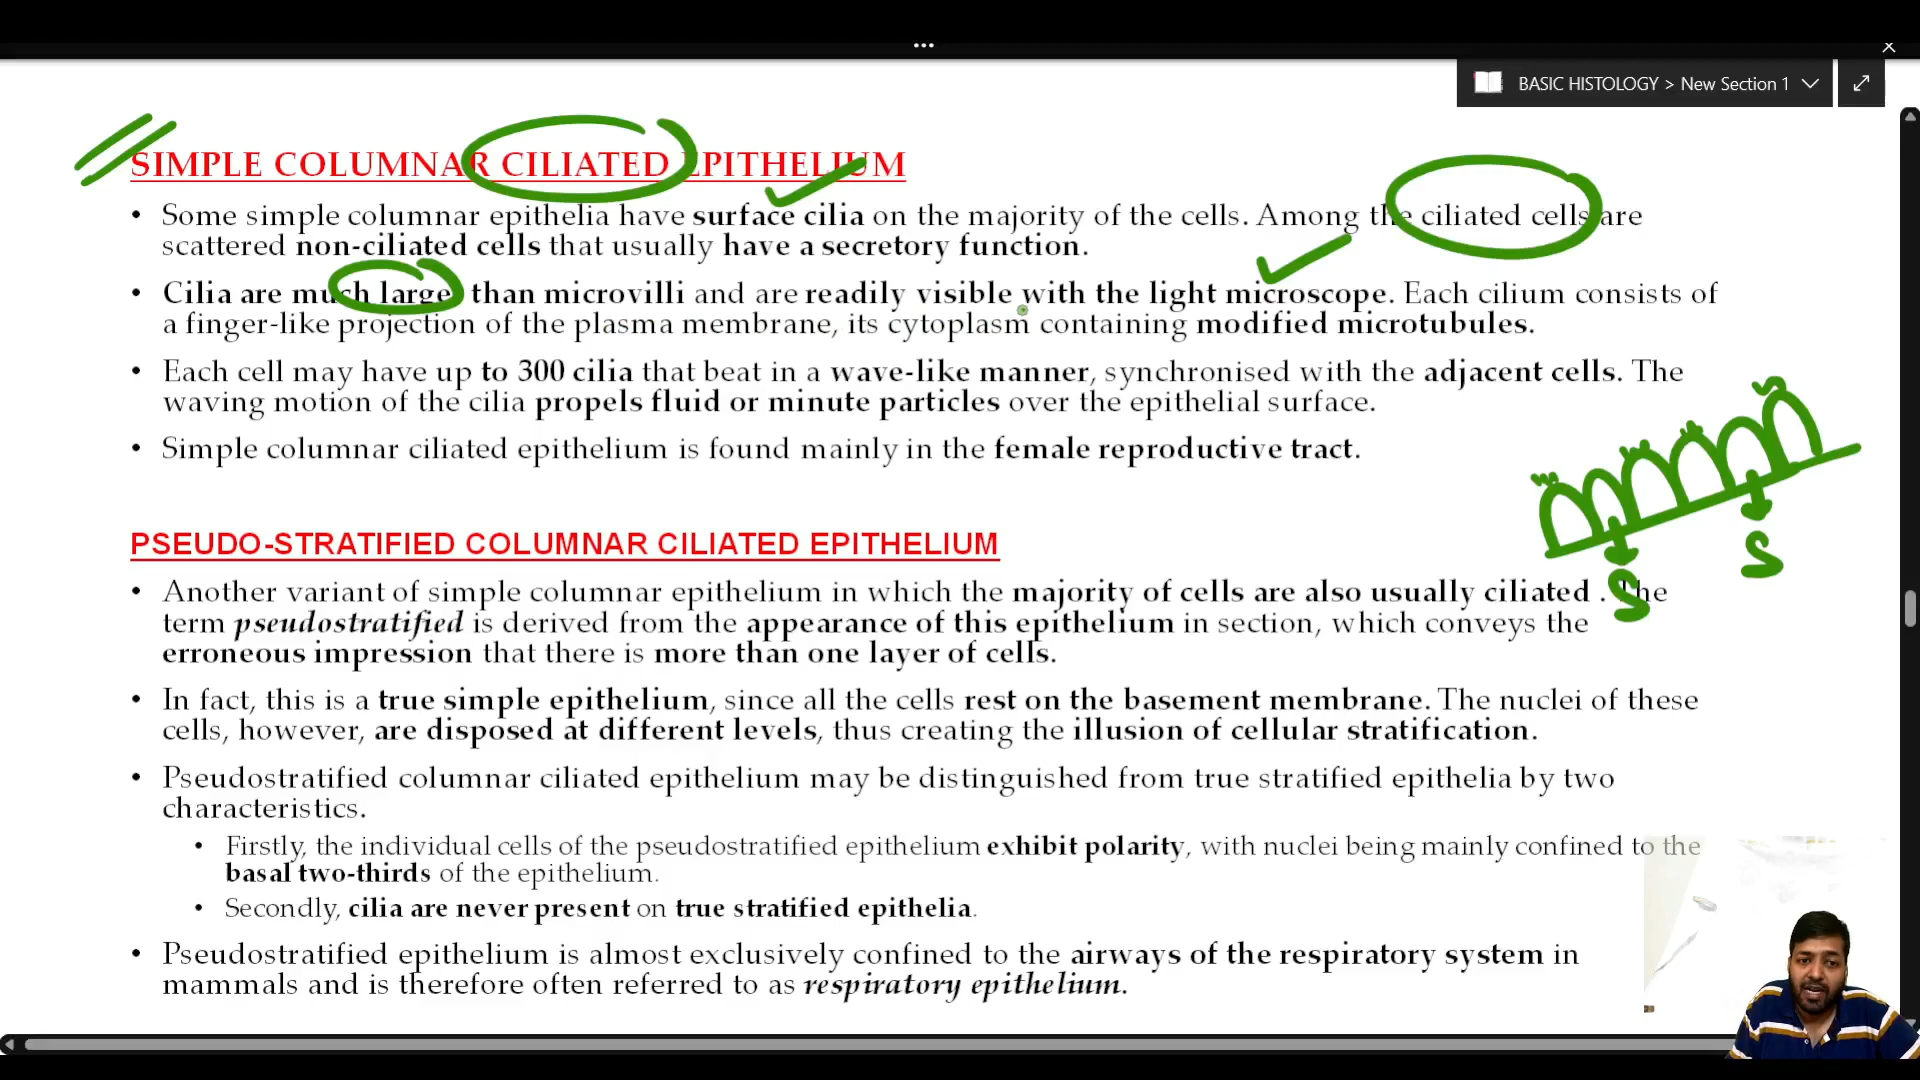 BASIC HISTOLOGY > New Section 1
SIMPLE COLUMNAR CILIATED EPITHELIUM
• Some simple columnar epithelia have surface cilia on the majority of the cells. Among the ciliated cells are
scattered non-ciliated cells that usually have a secretory function.
• Cilia are much larger than microvilli and are readily visible with the light microscope. Each cilium consists of
a finger-like projection of the plasma membrane, its cytoplasm containing modified microtubules.
• Each cell may have up to 300 cilia that beat in a wave-like manner, synchronised with the adjacent cells. The
waving motion of the cilia propels fluid or minute particles over the epithelial surface.
• Simple columnar ciliated epithelium is found mainly in the female reproductive tract.
S
S
PSEUDO-STRATIFIED COLUMNAR CILIATED EPITHELIUM
• Another variant of simple columnar epithelium in which the majority of cells are also usually ciliated . The
term pseudostratified is derived from the appearance of this epithelium in section, which conveys the
erroneous impression that there is more than one layer of cells.
• In fact, this is a true simple epithelium, since all the cells rest on the basement membrane. The nuclei of these
cells, however, are disposed at different levels, thus creating the illusion of cellular stratification.
• Pseudostratified columnar ciliated epithelium may be distinguished from true stratified epithelia by two
characteristics.
• Firstly, the individual cells of the pseudostratified epithelium exhibit polarity, with nuclei being mainly confined to the
basal two-thirds of the epithelium.
• Secondly, cilia are never present on true stratified epithelia.
• Pseudostratified epithelium is almost exclusively confined to the airways of the respiratory system in
mammals and is therefore often referred to as respiratory epithelium.